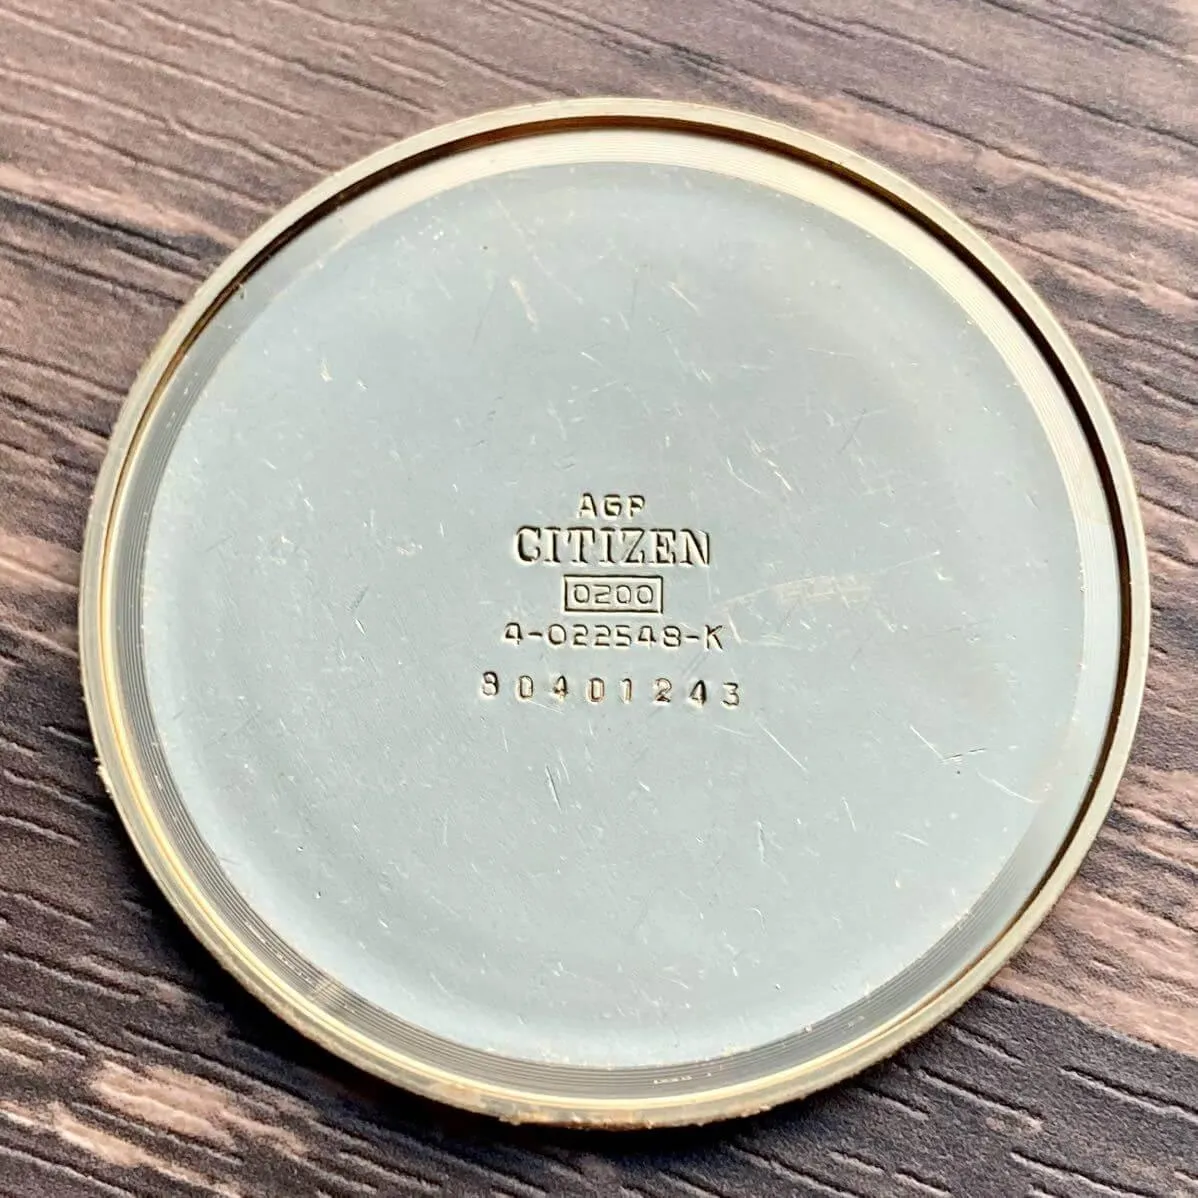 AGP
CITIZEN
0200
4-022548-K
80401243